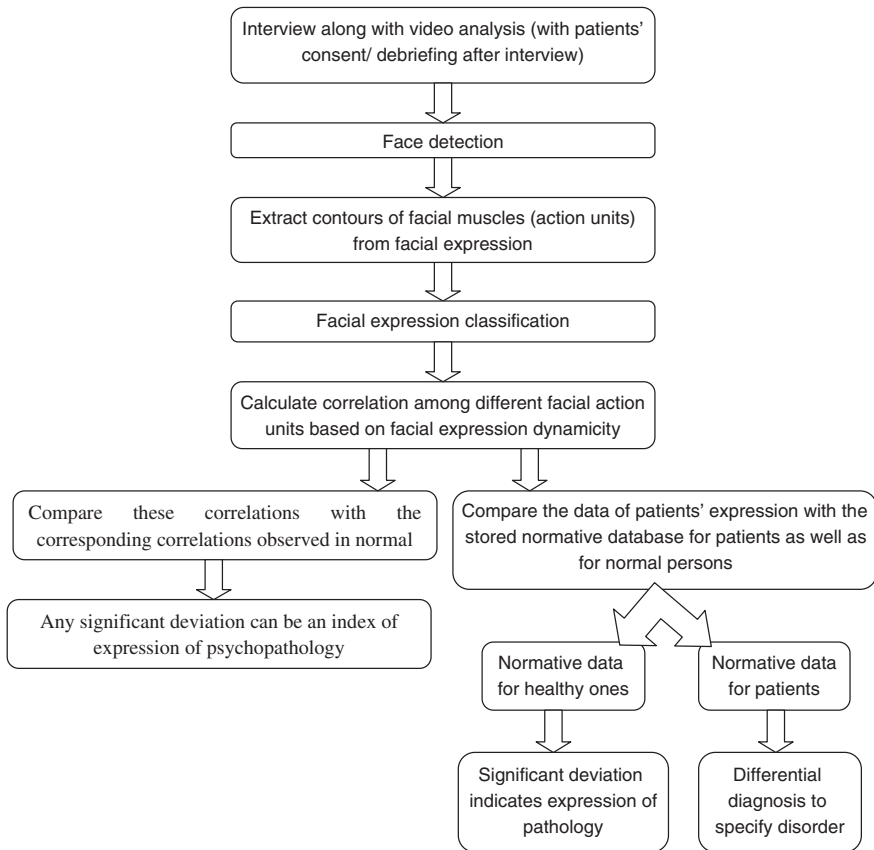 Interview along with video analysis (with patients'
consent/ debriefing after interview)
Face detection
Extract contours of facial muscles (action units)
from facial expression
Facial expression classification
Calculate correlation among different facial action
units based on facial expression dynamicity
Compare these correlations with the
corresponding correlations observed in normal
Any significant deviation can be an index of
expression of psychopathology
Compare the data of patients' expression with the
stored normative database for patients as well as
for normal persons
Normative data
for healthy ones
Normative data
for patients
Significant deviation
indicates expression of
pathology
Differential
diagnosis to
specify disorder